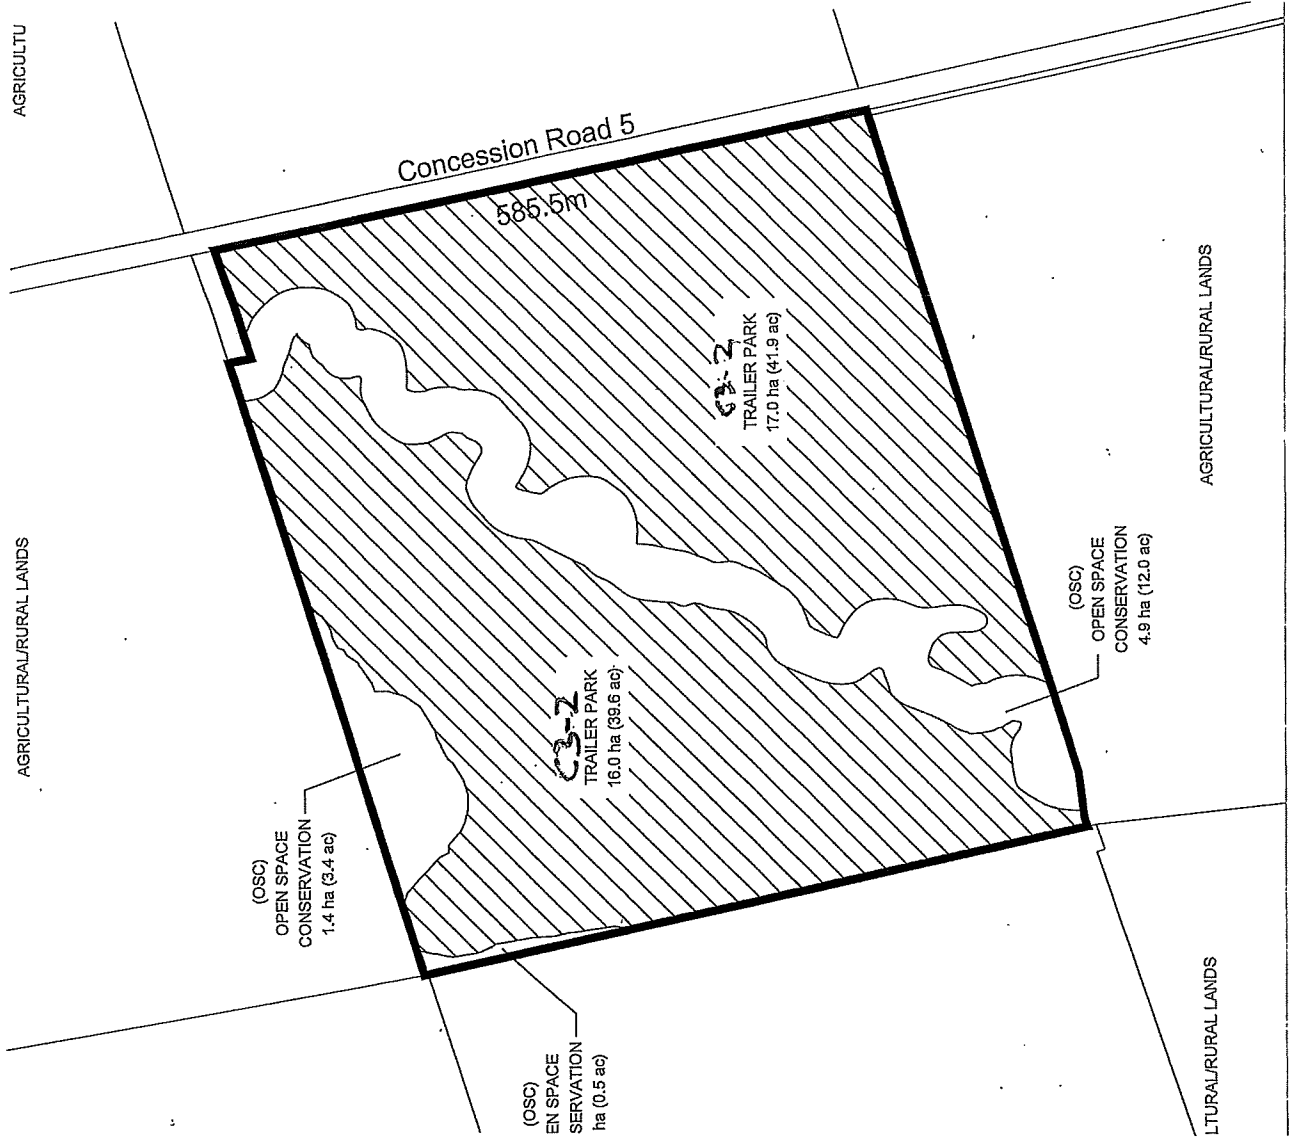 AGRICULTU
Concession Road 5
585.5m
AGRICULTURAL/RURAL LANDS
C3-2
TRAILER PARK
17.0 ha (41.9 ac)
AGRICULTURAL/RURAL LANDS
(OSC)
OPEN SPACE
CONSERVATION
4.9 ha (12.0 ac)
C3-2
TRAILER PARK
16.0 ha (39.6 ac)
(OSC)
OPEN SPACE
CONSERVATION
1.4 ha (3.4 ac)
(OSC)
EN SPACE
SERVATION
ha (0.5 ac)
LTURAL/RURAL LANDS